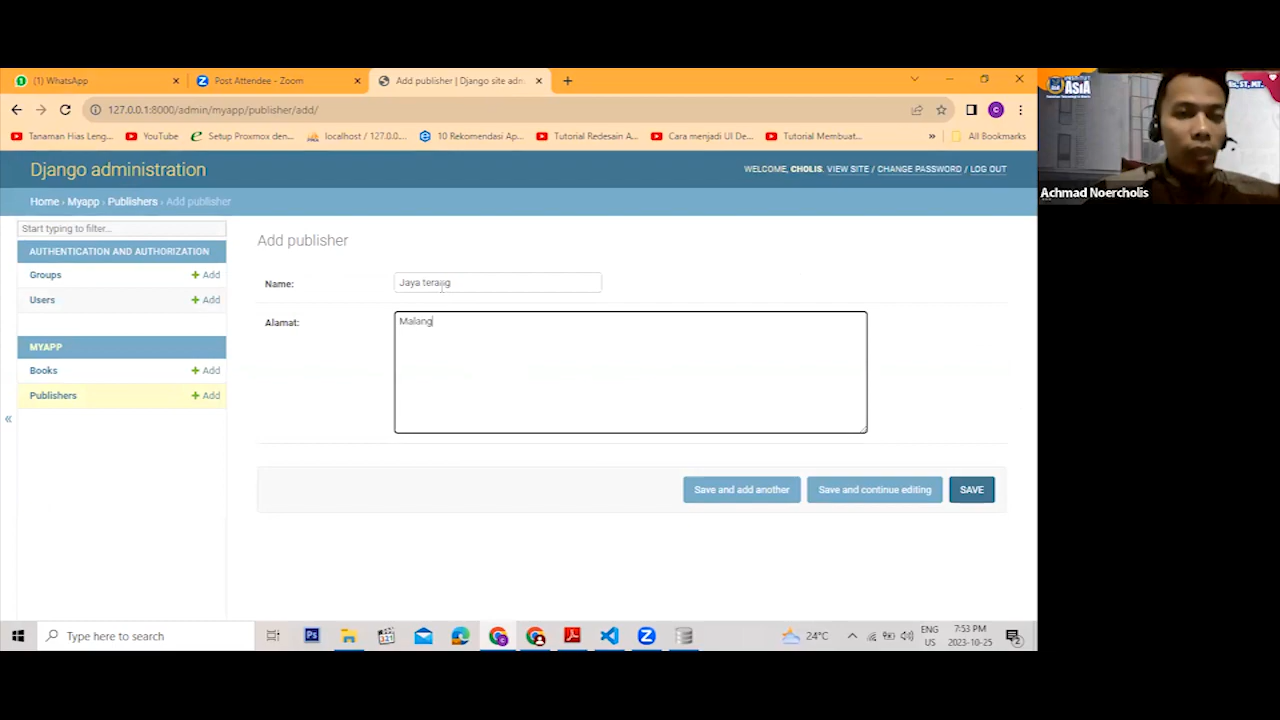 (1) WhatsApp
Post Attendee - Zoom
Add publisher | Django site adm
127.0.0.1:8000/admin/myapp/publisher/add/
Tanaman Hias Leng...
YouTube
Setup Proxmox den...
localhost / 127.0.0....
10 Rekomendasi Ap...
Tutorial Redesain A...
Cara menjadi UI De...
Tutorial Membuat...
»
All Bookmarks
ASIA
Achmad Noercholis
Django administration
WELCOME, CHOLIS. VIEW SITE / CHANGE PASSWORD / LOG OUT
Home › Myapp › Publishers › Add publisher
Start typing to filter...
AUTHENTICATION AND AUTHORIZATION
Groups + Add
Users + Add
MYAPP
Books + Add
Publishers + Add
«
Add publisher
Name:
Jaya terang
Alamat:
Malang
Save and add another
Save and continue editing
SAVE
Type here to search
24°C
ENG
US
7:53 PM
2023-10-25
2